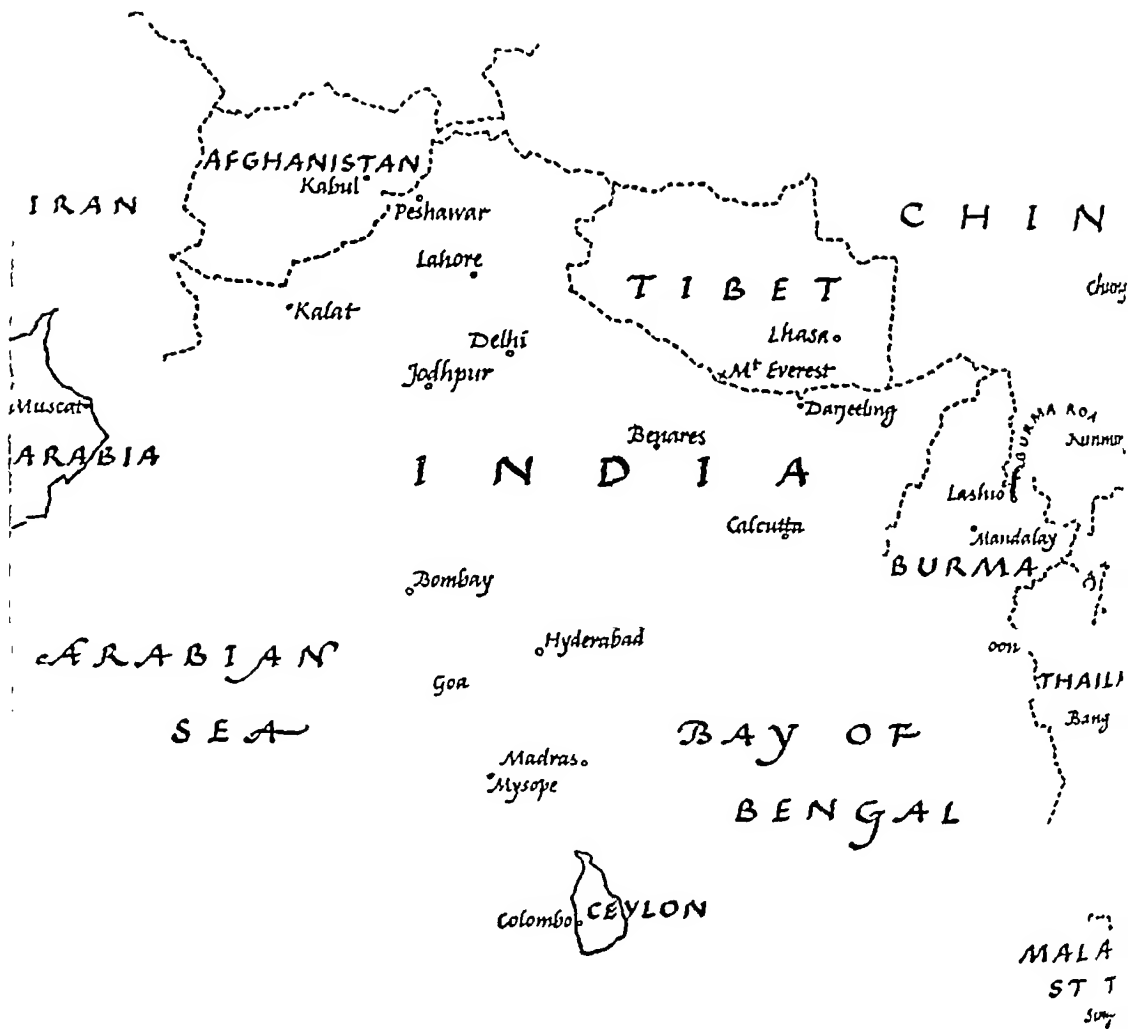 AFGHANISTAN
Kabul
IRAN
Peshawar
CHIN
Lahore
TIBET
Kalat
Lhasa
Delhi
Mt Everest
Jodhpur
Muscat
Darjeeling
BURMA ROA
Benares
ARABIA
INDIA
Lashio
Calcutta
Mandalay
BURMA
Bombay
Hyderabad
ARABIAN
SEA
oon
Goa
THAIL
Bang
BAY OF
BENGAL
Madras
Mysope
Colombo
CEYLON
MALA
ST T